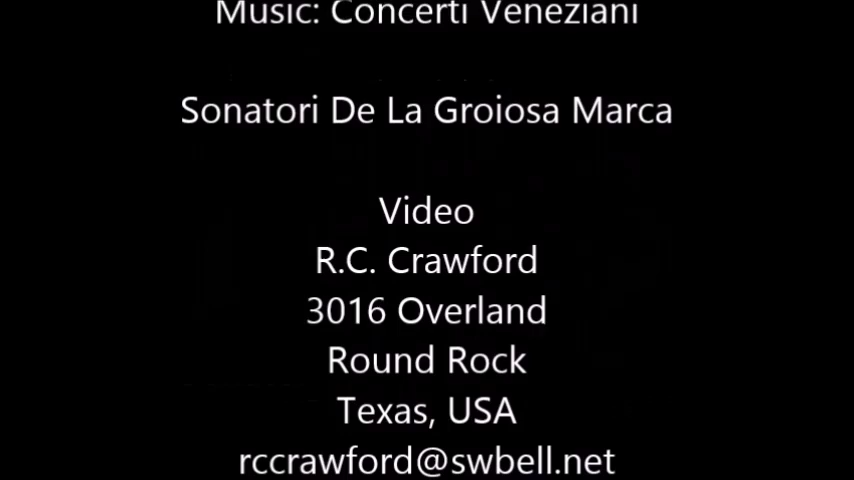 Music: Concerti Veneziani
Sonatori De La Groiosa Marca
Video
R.C. Crawford
3016 Overland
Round Rock
Texas, USA
rccrawford@swbell.net